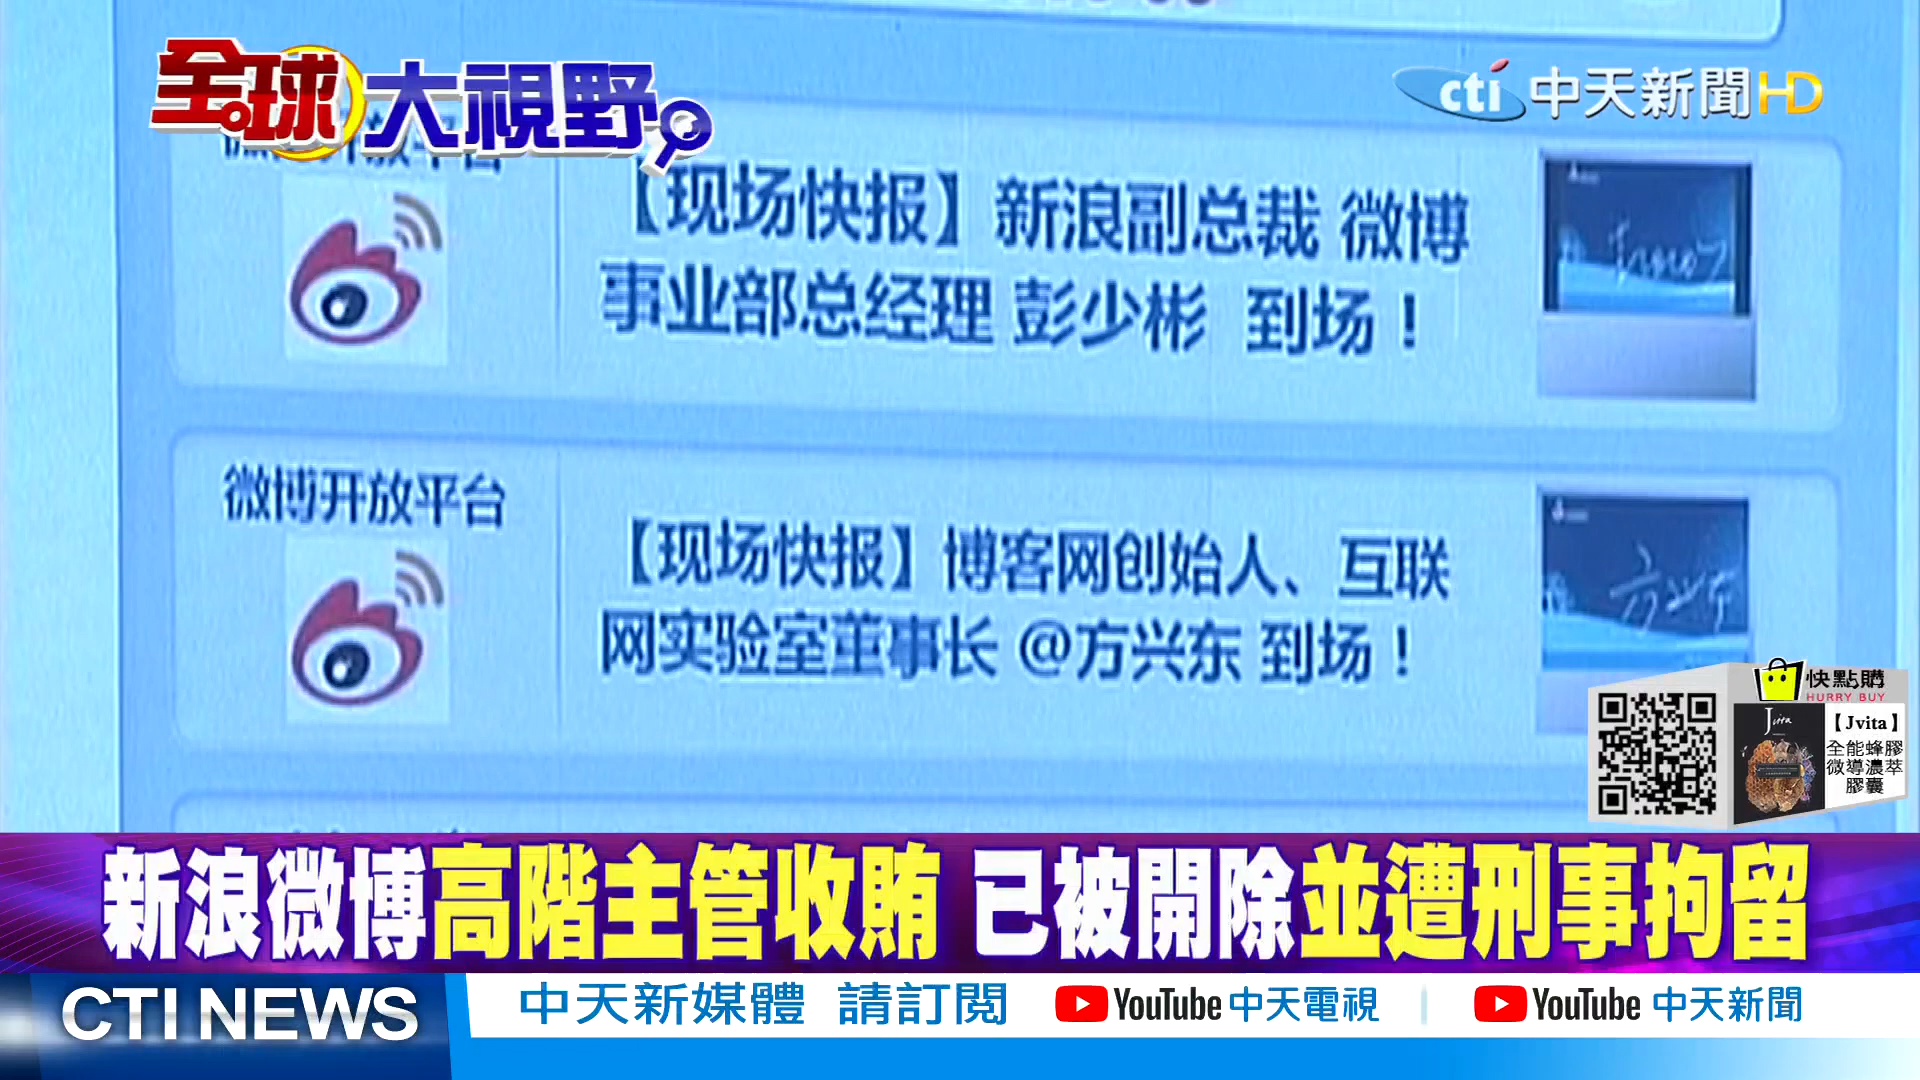 全球大視野
cti 中天新聞HD
【现场快报】新浪副总裁 微博
事业部总经理 彭少彬 到场！
微博开放平台
【现场快报】博客网创始人、互联
网实验室董事长 @方兴东 到场！
方兴东
快點購
HURRY BUY
Jvita
【Jvita】
全能蜂膠
微導濃萃
膠囊
新浪微博高階主管收賄 已被開除並遭刑事拘留
CTI NEWS
中天新媒體 請訂閱 YouTube 中天電視 | YouTube 中天新聞